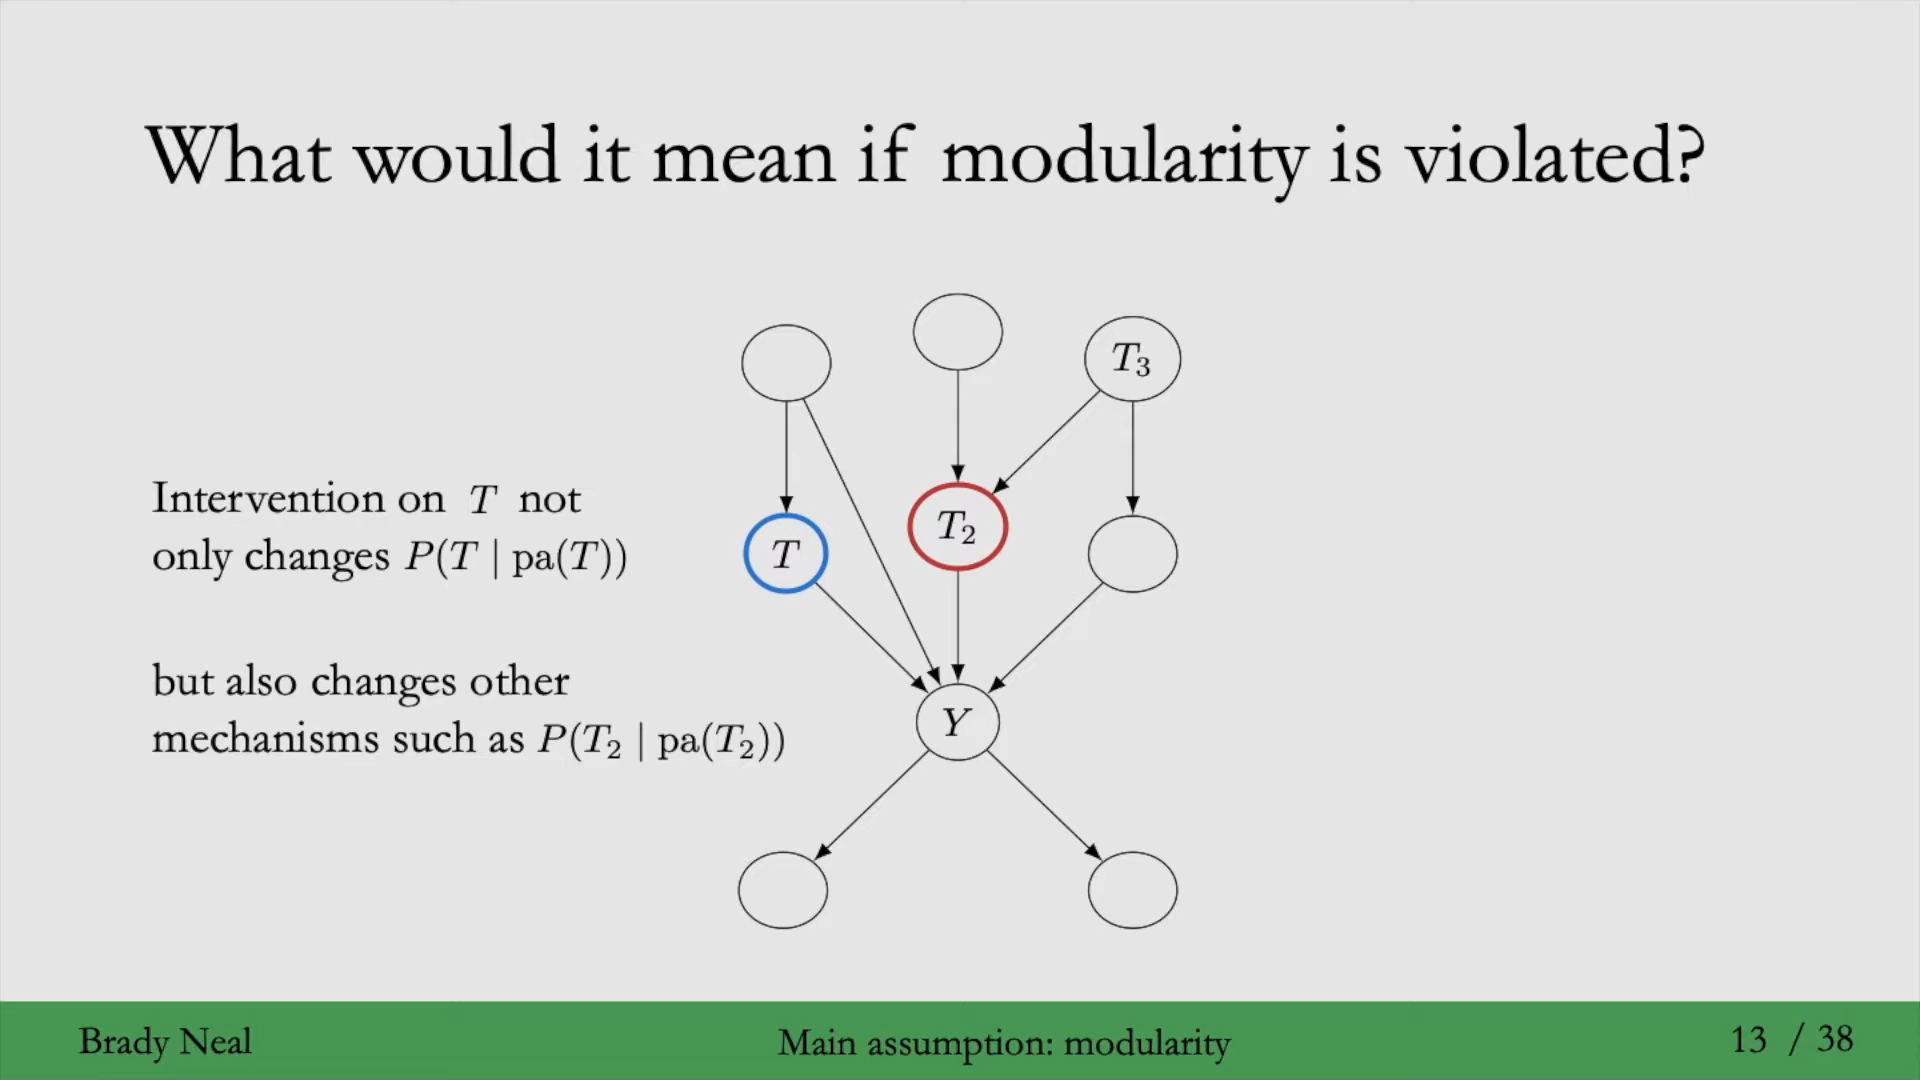 What would it mean if modularity is violated?
T₃
Intervention on T not
only changes P(T | pa(T))
T
T₂
but also changes other
mechanisms such as P(T₂ | pa(T₂))
Y
Brady Neal
Main assumption: modularity
13 / 38